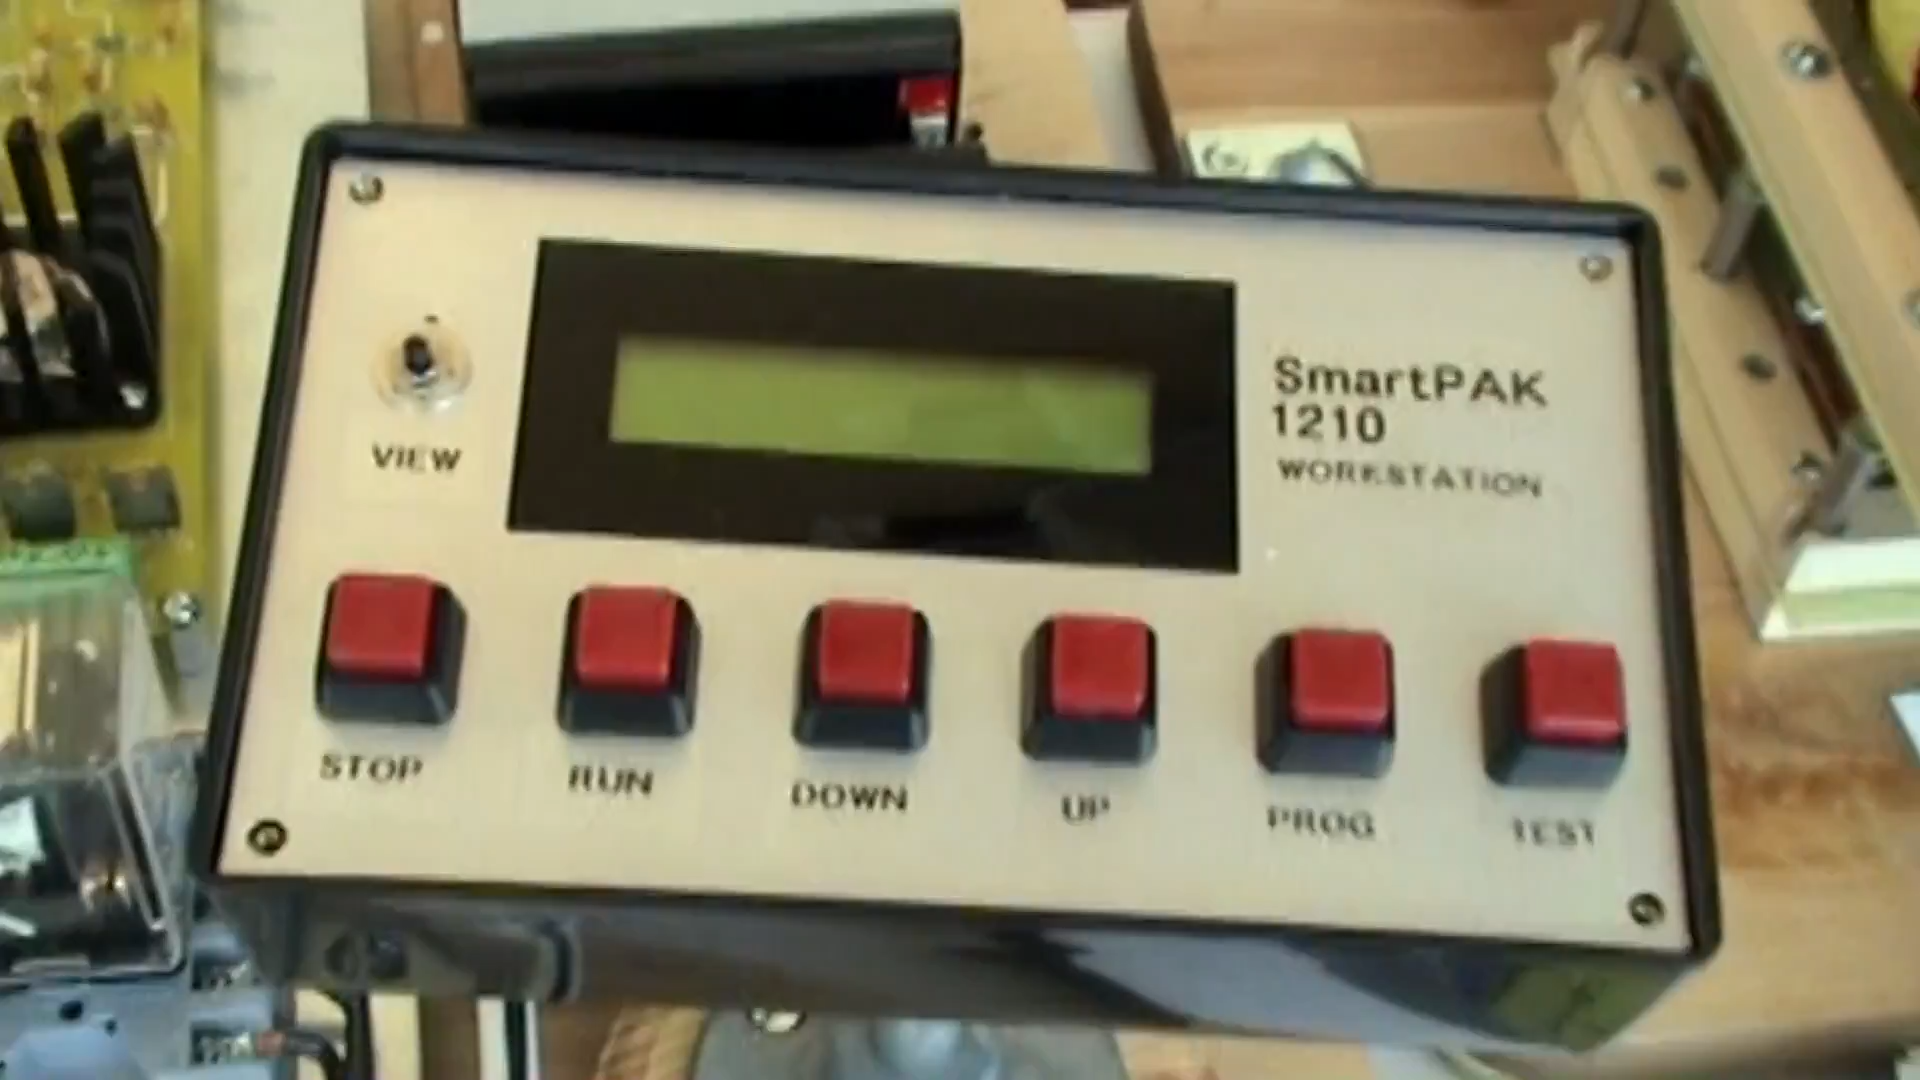 SmartPAK
1210
WORKSTATION
VIEW
STOP
RUN
DOWN
UP
PROG
TEST